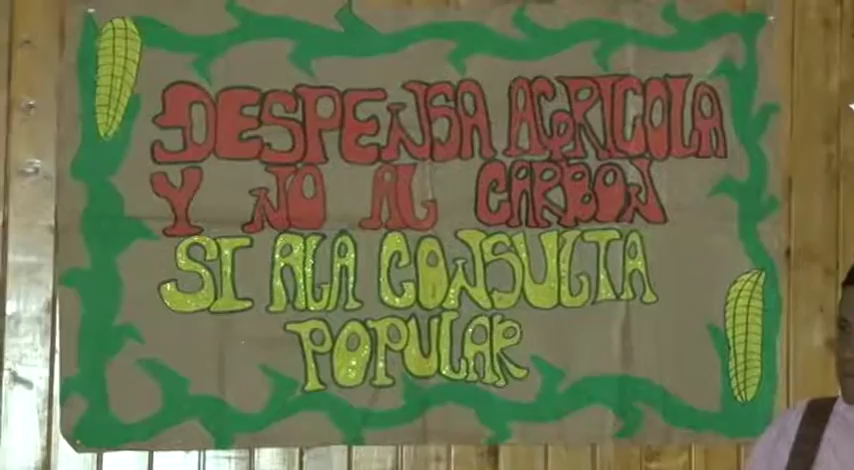 DESPENSA AGRICOLA
Y NO AL CARBON
SI ALA CONSULTA
POPULAR